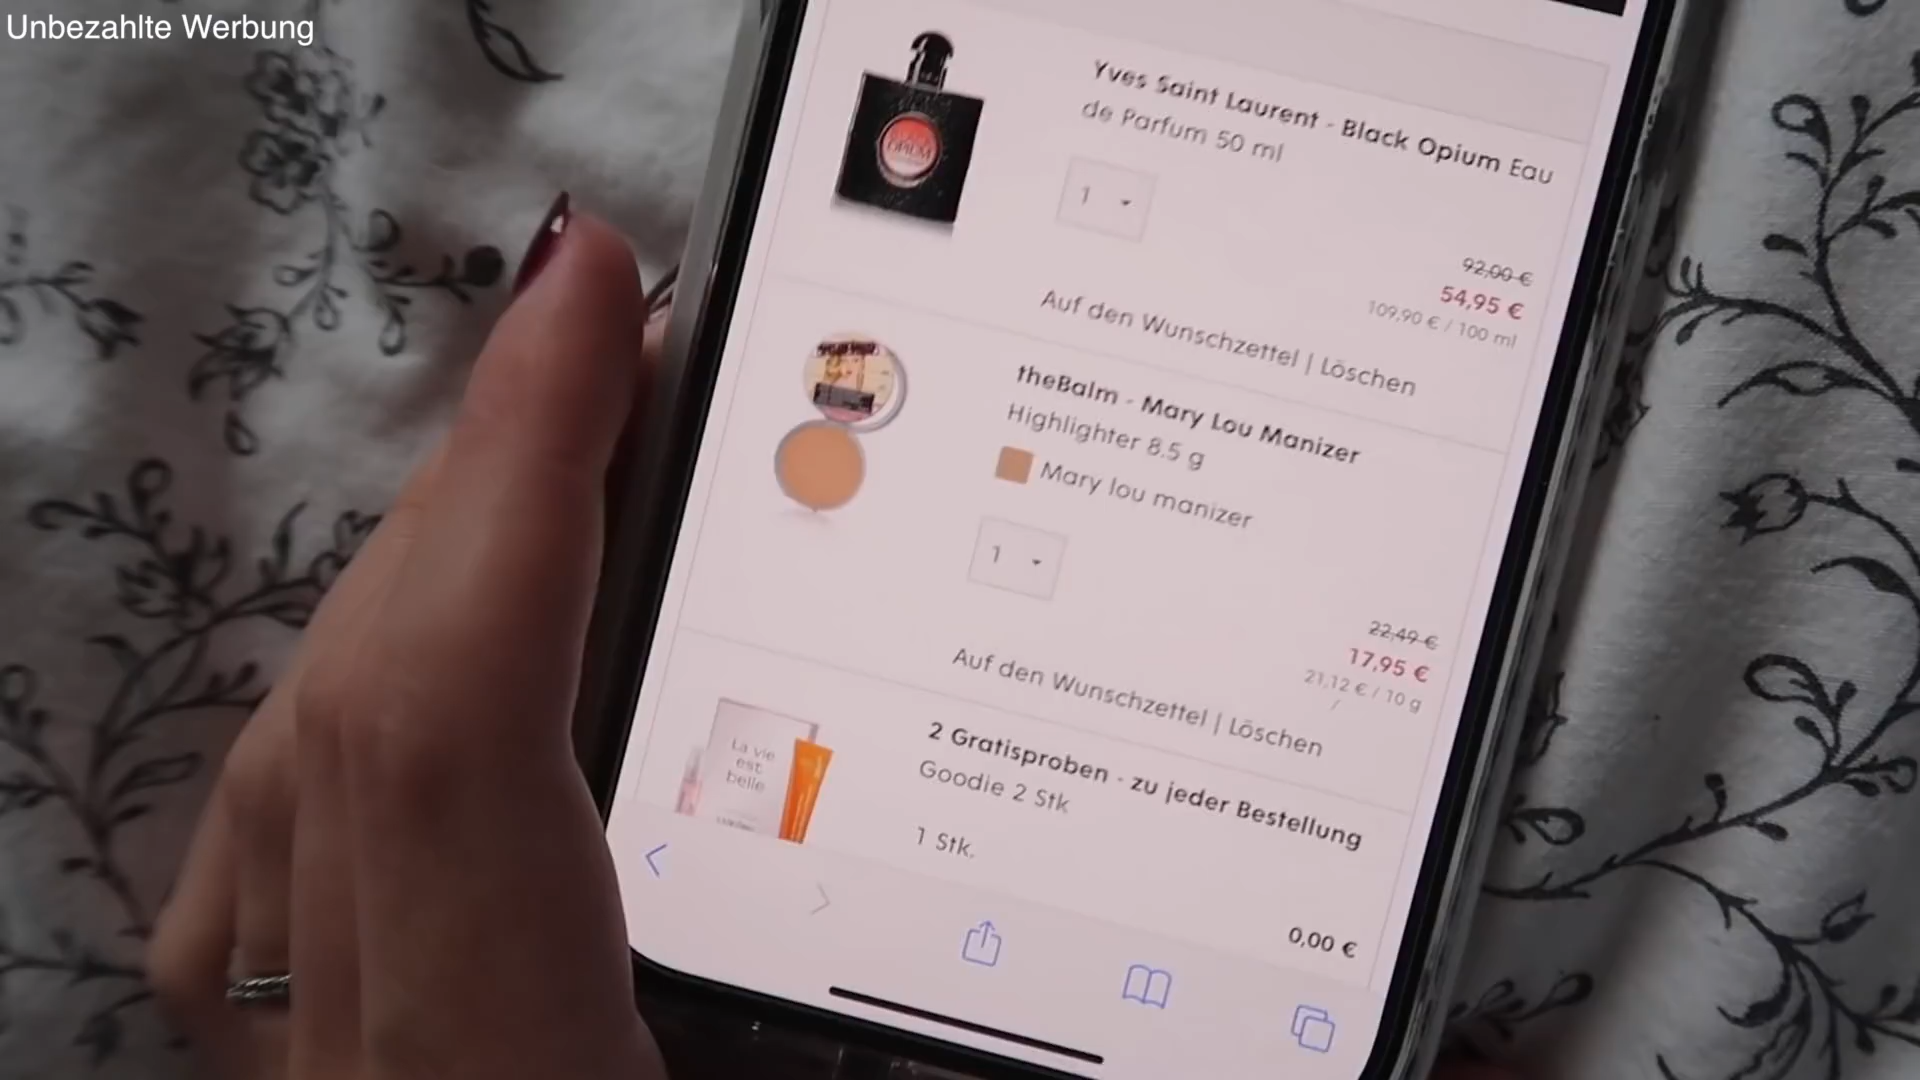 Unbezahlte Werbung
Yves Saint Laurent - Black Opium Eau
de Parfum 50 ml
OPIUM
1
92,00 €
54,95 €
109,90 € / 100 ml
Auf den Wunschzettel | Löschen
theBalm - Mary Lou Manizer
Highlighter 8.5 g
Mary lou manizer
1
22,49 €
17,95 €
21,12 € / 10 g
/
Auf den Wunschzettel | Löschen
La vie
est
belle
2 Gratisproben - zu jeder Bestellung
Goodie 2 Stk
1 Stk.
0,00 €